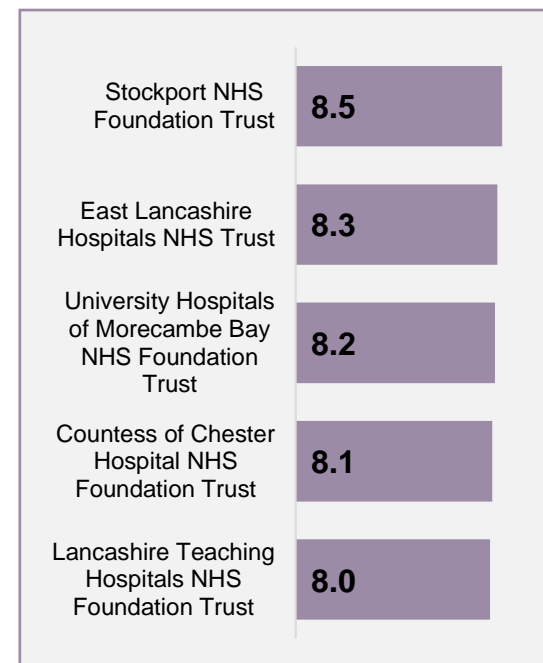 Stockport NHS
Foundation Trust
8.5
East Lancashire
Hospitals NHS Trust
8.3
University Hospitals
of Morecambe Bay
NHS Foundation
Trust
8.2
Countess of Chester
Hospital NHS
Foundation Trust
8.1
Lancashire Teaching
Hospitals NHS
Foundation Trust
8.0